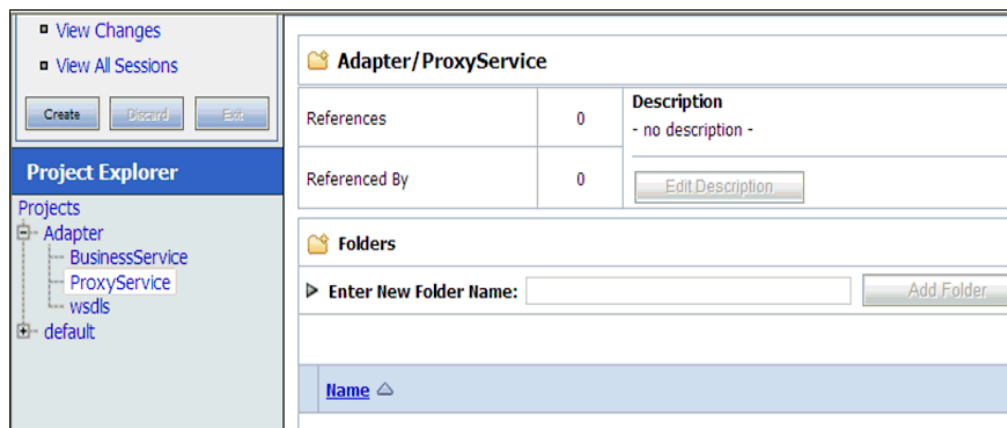 View Changes
View All Sessions
Create Discard Exit
Project Explorer
Projects
Adapter
BusinessService
ProxyService
wsdls
default
Adapter/ProxyService
References 0
Referenced By 0
Description
- no description -
Edit Description
Folders
Enter New Folder Name: Add Folder
Name